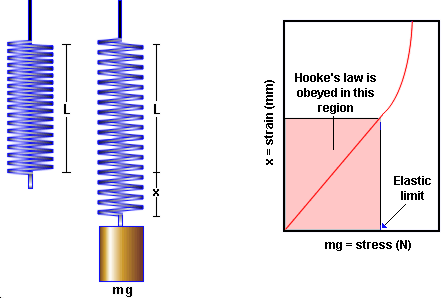 L
L
x
mg
Hooke's law is
obeyed in this
region
Elastic
limit
x = strain (mm)
mg = stress (N)